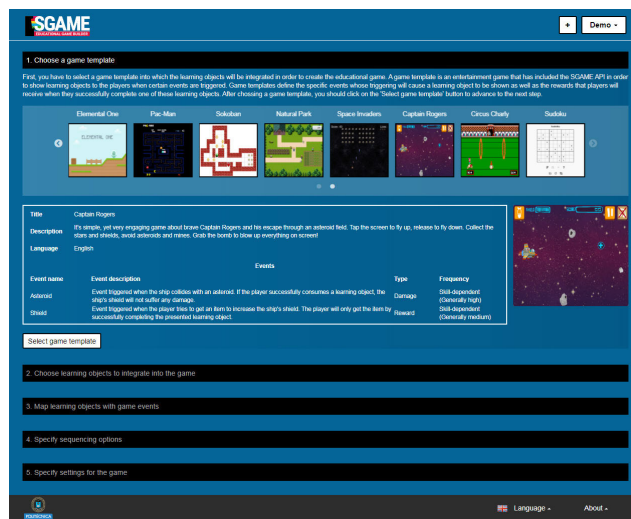 SGAME
EDUCATIONAL GAME BUILDER
+
Demo
1. Choose a game template
First, you have to select a game template into which the learning objects will be integrated in order to create the educational game. A game template is an entertainment game that has included the SGAME API in order
to show learning objects to the players when certain events are triggered. Game templates define the specific events whose triggering will cause a learning object to be shown as well as the rewards that players will
receive when they successfully complete one of these learning objects. After chossing a game template, you should click on the 'Select game template' button to advance to the next step.
Elemental One Pac-Man Sokoban Natural Park Space Invaders Captain Rogers Circus Charly Sudoku
ELEMENTAL ONE
Title Captain Rogers
Description It's simple, yet very engaging game about brave Captain Rogers and his escape through an asteroid field. Tap the screen to fly up, release to fly down. Collect the
stars and shields, avoid asteroids and mines. Grab the bomb to blow up everything on screen!
Language English
Events
Event name Event description Type Frequency
Asteroid Event triggered when the ship collides with an asteroid. If the player successfully consumes a learning object, the
ship's shield will not suffer any damage. Damage Skill-dependent
(Generally high)
Shield Event triggered when the player tries to get an item to increase the ship's shield. The player will only get the item by
successfully completing the presented learning object. Reward Skill-dependent
(Generally medium)
Select game template
2. Choose learning objects to integrate into the game
3. Map learning objects with game events
4. Specify sequencing options
5. Specify settings for the game
POLITÉCNICA
Language
About